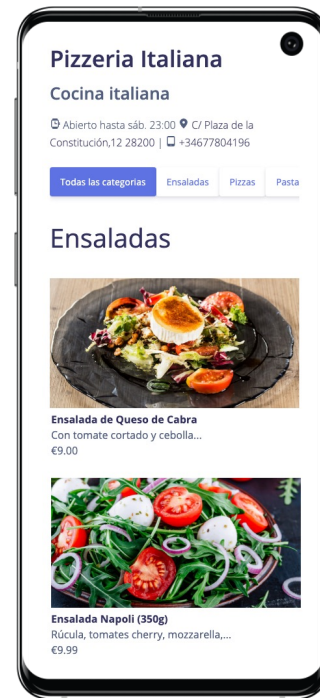 Pizzeria Italiana
Cocina italiana
Abierto hasta sáb. 23:00 C/ Plaza de la
Constitución,12 28200 | +34677804196
Todas las categorias Ensaladas Pizzas Pasta
Ensaladas
Ensalada de Queso de Cabra
Con tomate cortado y cebolla...
€9.00
Ensalada Napoli (350g)
Rúcula, tomates cherry, mozzarella,...
€9.99